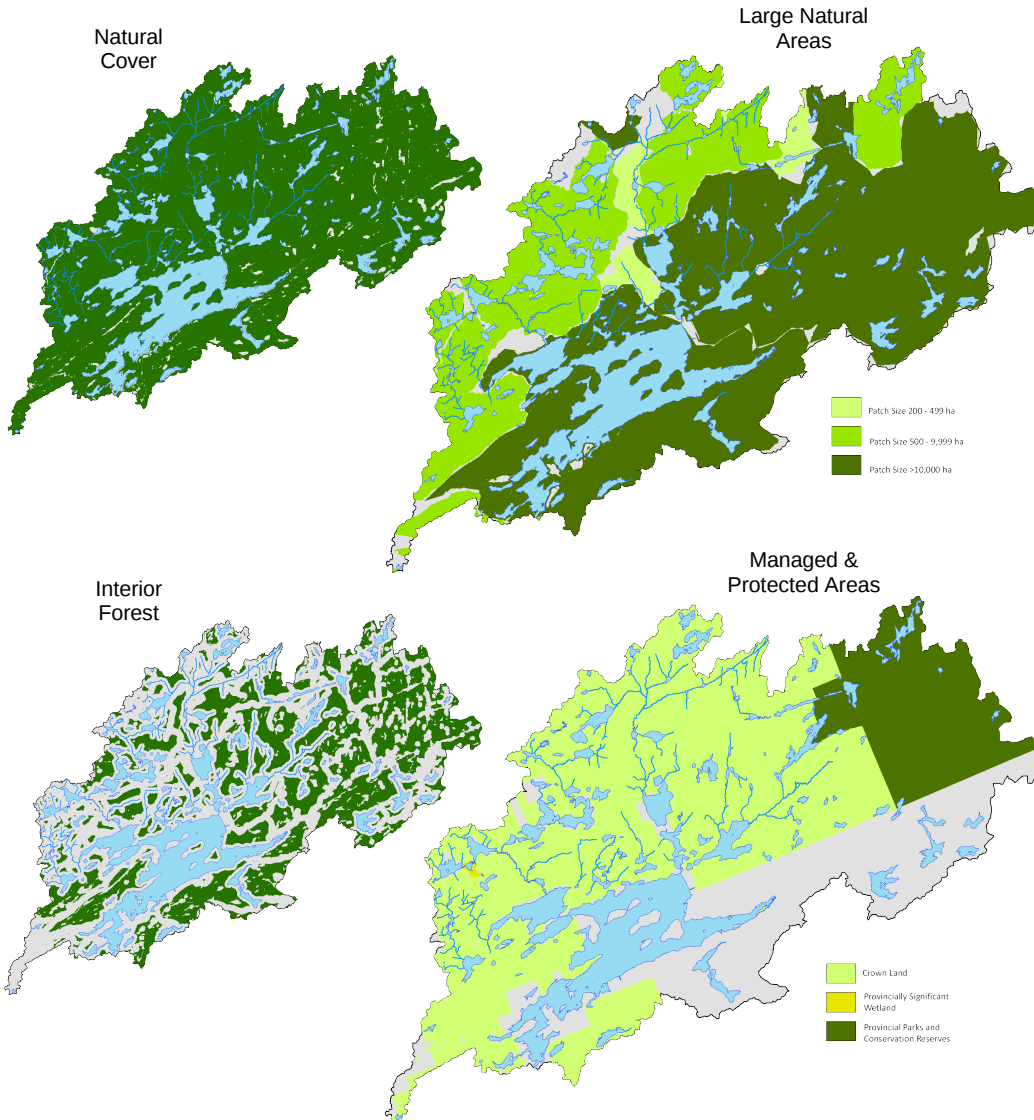 Natural
Cover
Large Natural
Areas
Patch Size 200 - 499 ha
Patch Size 500 - 9,999 ha
Patch Size >10,000 ha
Interior
Forest
Managed &
Protected Areas
Crown Land
Provincially Significant
Wetland
Provincial Parks and
Conservation Reserves